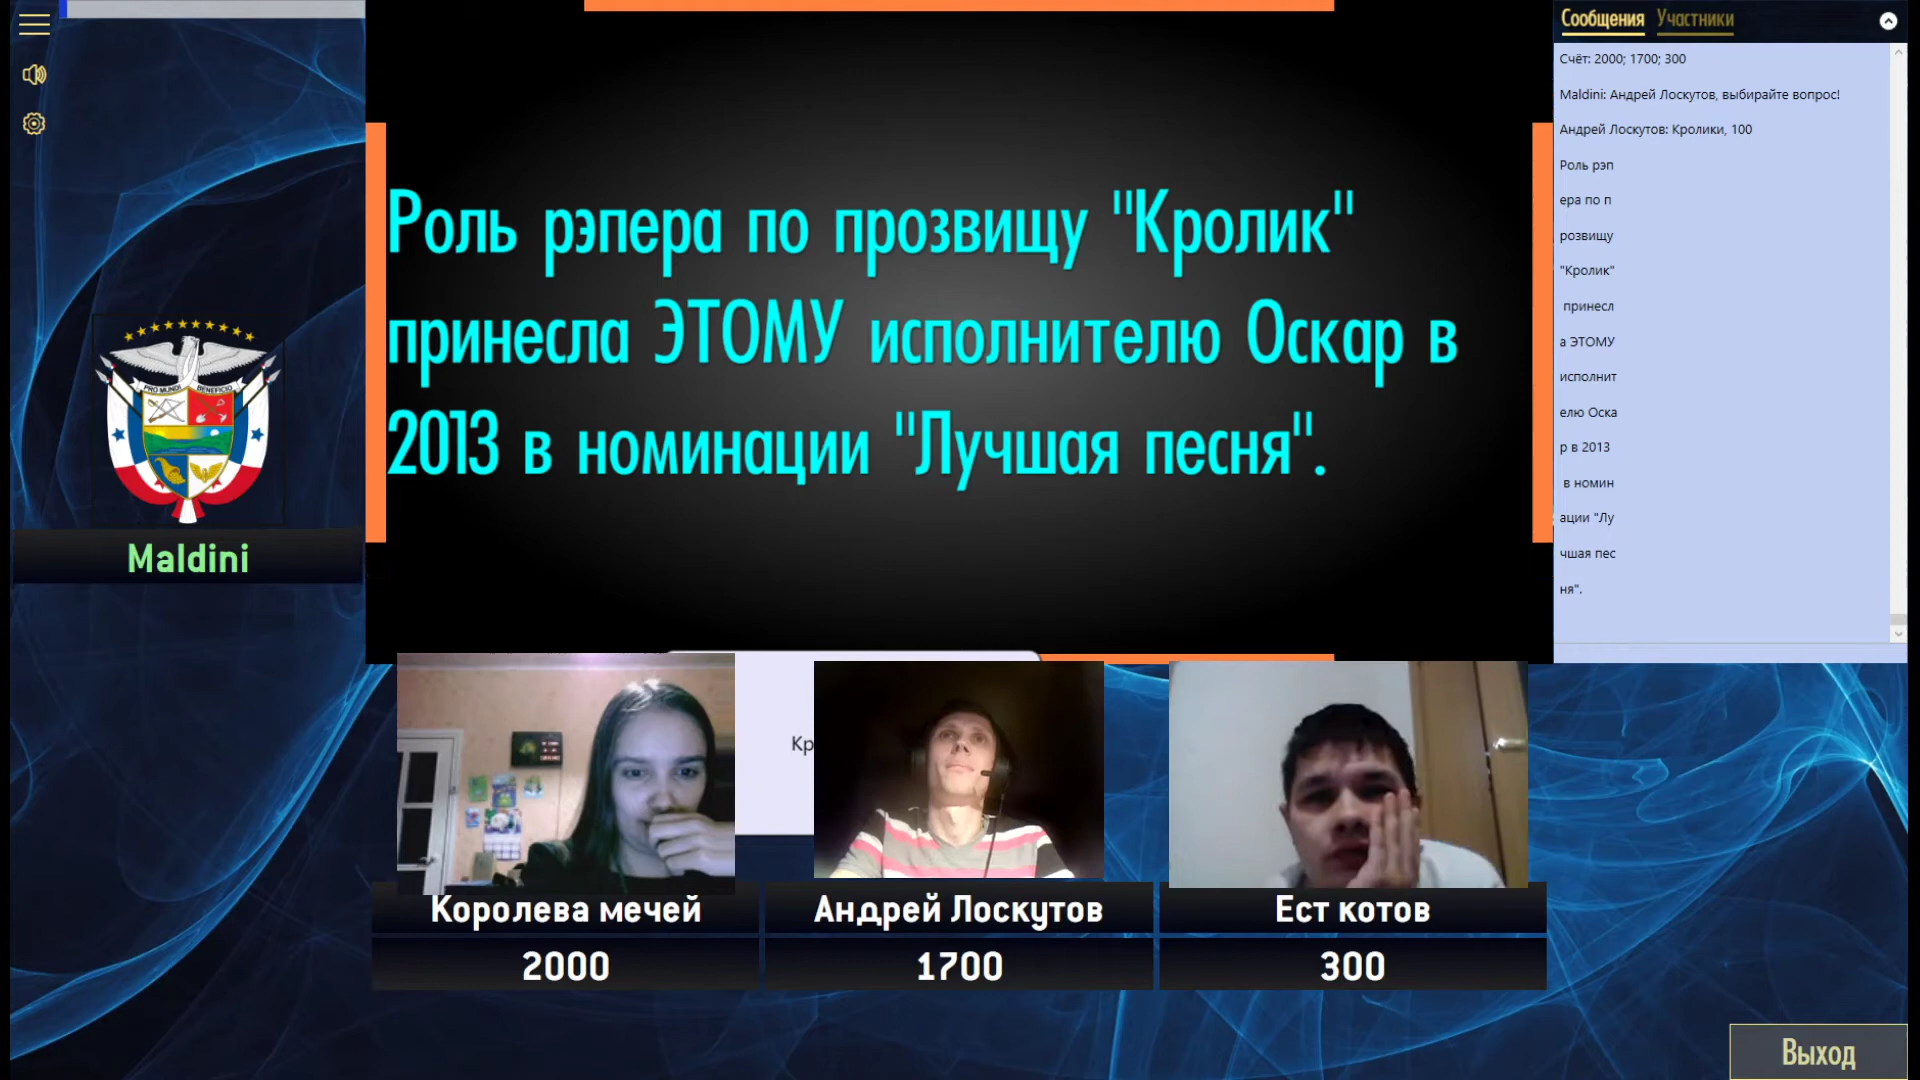 Сообщения Участники
Счёт: 2000; 1700; 300
Maldini: Андрей Лоскутов, выбирайте вопрос!
Андрей Лоскутов: Кролики, 100
Роль рэп
ера по п
розвищу
"Кролик"
принесл
а ЭТОМУ
исполнит
елю Оска
р в 2013
в номин
ации "Лу
чшая пес
ня".
Роль рэпера по прозвищу "Кролик"
принесла ЭТОМУ исполнителю Оскар в
2013 в номинации "Лучшая песня".
PRO MUNDI BENEFICIO
Maldini
Кр
Королева мечей
Андрей Лоскутов
Ест котов
2000
1700
300
Выход